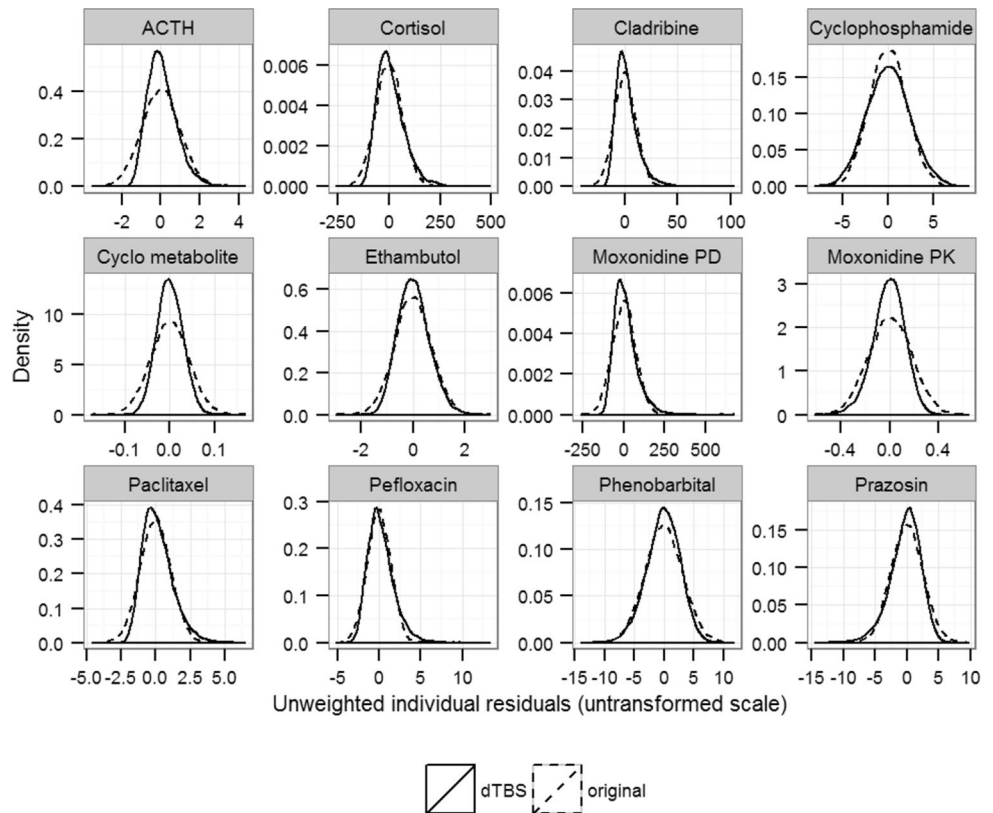 ACTH Cortisol Cladribine Cyclophosphamide
0.4 0.2 0.0
0.006 0.004 0.002 0.000
0.04 0.03 0.02 0.01 0.00
0.15 0.10 0.05 0.00
-2 0 2 4 -250 0 250 500 0 50 100 -5 0 5
Cyclo metabolite Ethambutol Moxonidine PD Moxonidine PK
10 5 0
0.6 0.4 0.2 0.0
0.006 0.004 0.002 0.000
3 2 1 0
-0.1 0.0 0.1 -2 0 2 -250 0 250 500 -0.4 0.0 0.4
Density
Paclitaxel Pefloxacin Phenobarbital Prazosin
0.4 0.3 0.2 0.1 0.0
0.3 0.2 0.1 0.0
0.15 0.10 0.05 0.00
0.15 0.10 0.05 0.00
-5.0 -2.5 0.0 2.5 5.0 -5 0 5 10 -15 -10 -5 0 5 10 -15 -10 -5 0 5 10
Unweighted individual residuals (untransformed scale)
dTBS original